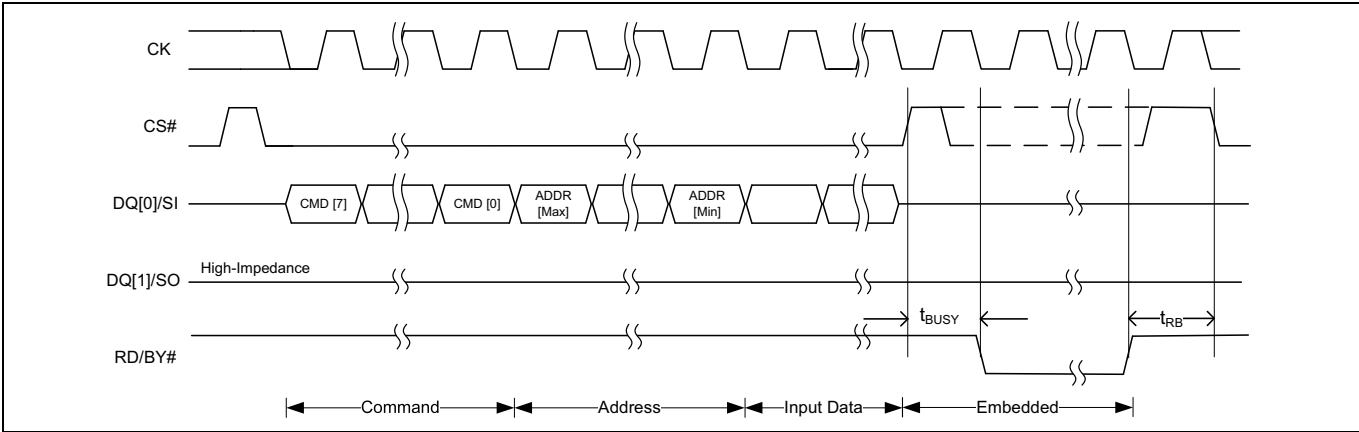 CK
CS#
DQ[0]/SI
CMD [7]
CMD [0]
ADDR
[Max]
ADDR
[Min]
High-Impedance
DQ[1]/SO
tBUSY
tRB
RD/BY#
Command
Address
Input Data
Embedded